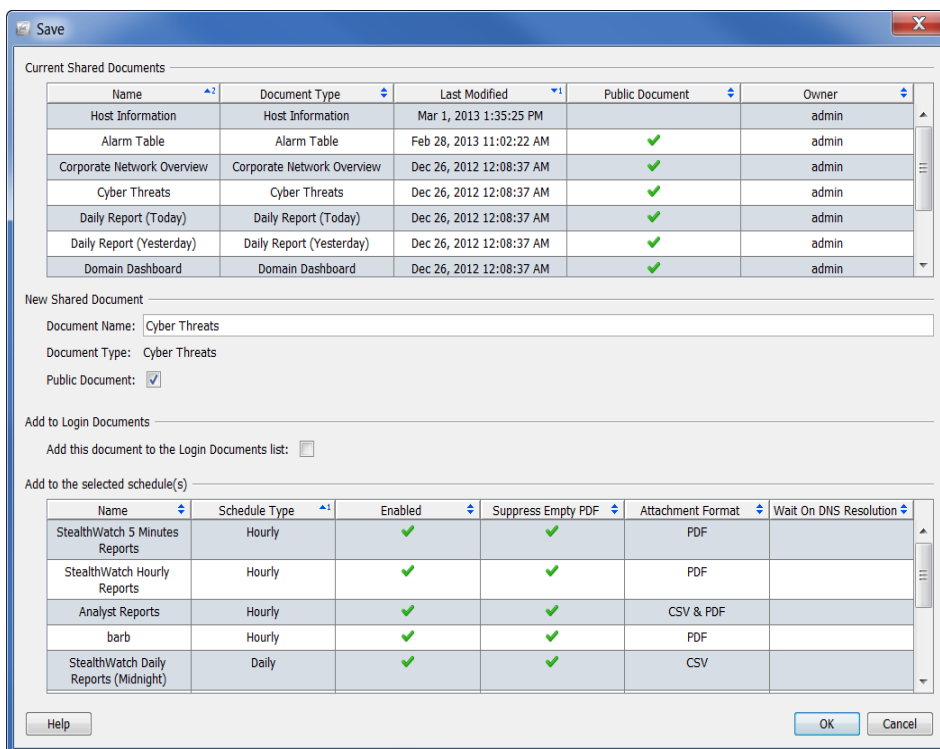 Save
X
Current Shared Documents
Name 2 Document Type Last Modified 1 Public Document Owner
Host Information Host Information Mar 1, 2013 1:35:25 PM admin
Alarm Table Alarm Table Feb 28, 2013 11:02:22 AM admin
Corporate Network Overview Corporate Network Overview Dec 26, 2012 12:08:37 AM admin
Cyber Threats Cyber Threats Dec 26, 2012 12:08:37 AM admin
Daily Report (Today) Daily Report (Today) Dec 26, 2012 12:08:37 AM admin
Daily Report (Yesterday) Daily Report (Yesterday) Dec 26, 2012 12:08:37 AM admin
Domain Dashboard Domain Dashboard Dec 26, 2012 12:08:37 AM admin
New Shared Document
Document Name: Cyber Threats
Document Type: Cyber Threats
Public Document:
Add to Login Documents
Add this document to the Login Documents list:
Add to the selected schedule(s)
Name Schedule Type 1 Enabled Suppress Empty PDF Attachment Format Wait On DNS Resolution
StealthWatch 5 Minutes Hourly PDF
Reports
StealthWatch Hourly Hourly PDF
Reports
Analyst Reports Hourly CSV & PDF
barb Hourly PDF
StealthWatch Daily Daily CSV
Reports (Midnight)
Help OK Cancel